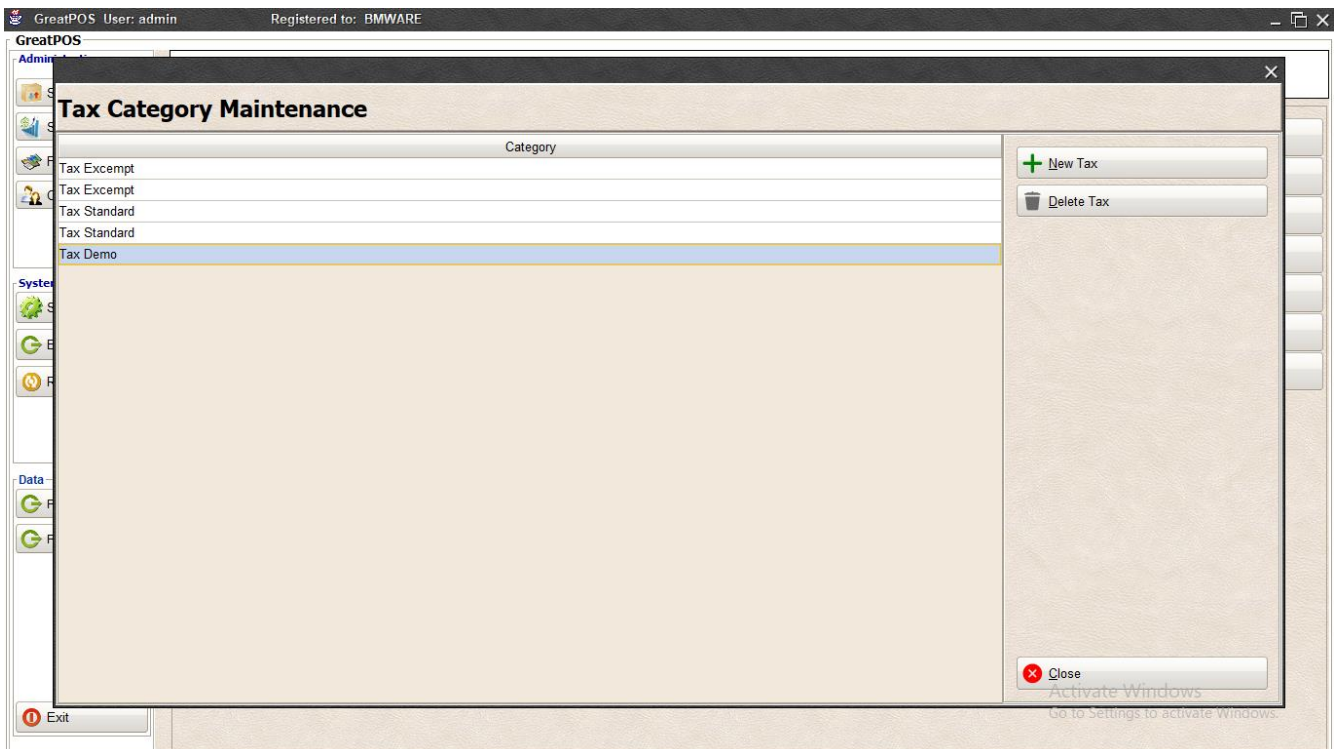 GreatPOS User: admin Registered to: BMWARE
GreatPOS
Tax Category Maintenance
Category
Tax Excempt
Tax Excempt
Tax Standard
Tax Standard
Tax Demo
New Tax
Delete Tax
Data
Close
Exit
Activate Windows
Go to Settings to activate Windows.